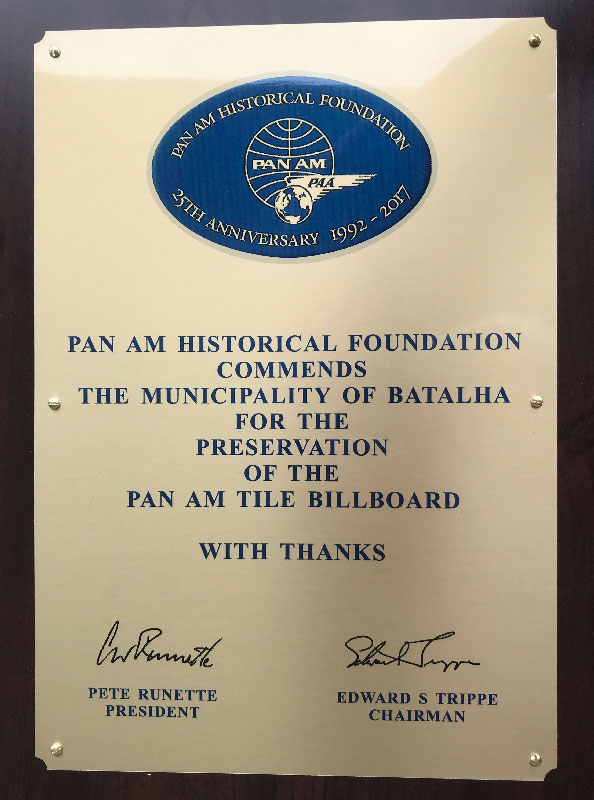 PAN AM HISTORICAL FOUNDATION
PAN AM
PAA
25TH ANNIVERSARY 1992 - 2017
PAN AM HISTORICAL FOUNDATION
COMMENDS
THE MUNICIPALITY OF BATALHA
FOR THE
PRESERVATION
OF THE
PAN AM TILE BILLBOARD
WITH THANKS
PETE RUNETTE
PRESIDENT
EDWARD S TRIPPE
CHAIRMAN